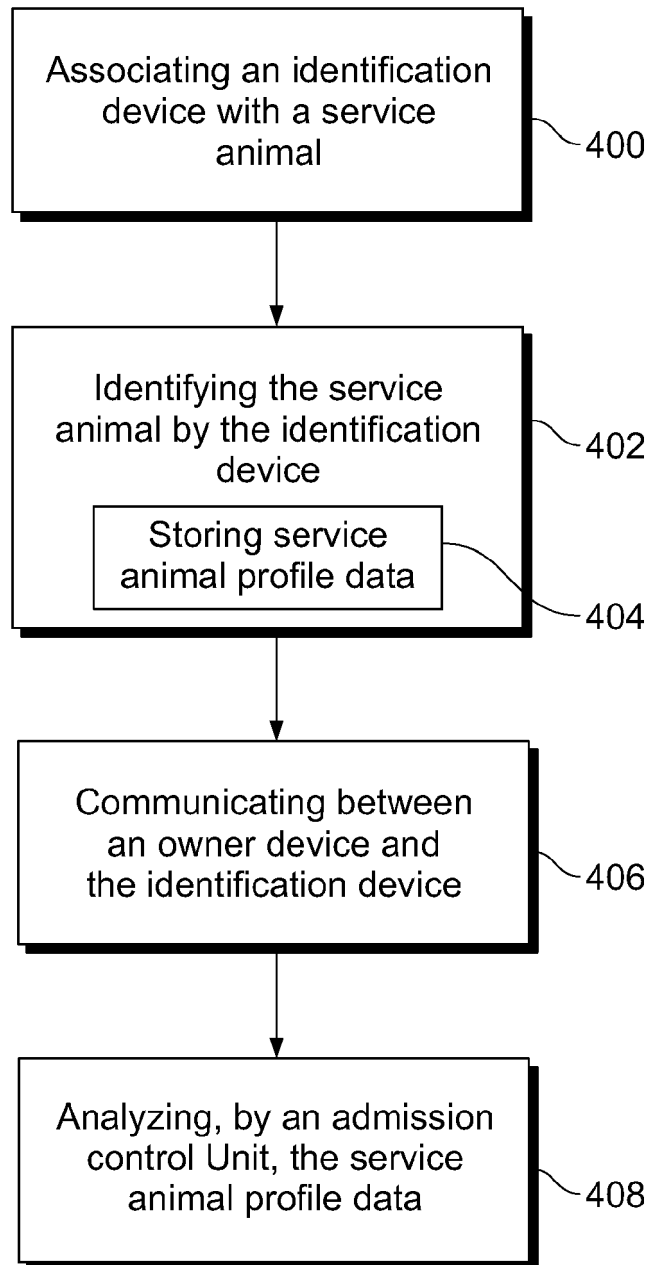 Associating an identification
device with a service
animal
400
Identifying the service
animal by the identification
device
402
Storing service
animal profile data
404
Communicating between
an owner device and
the identification device
406
Analyzing, by an admission
control Unit, the service
animal profile data
408